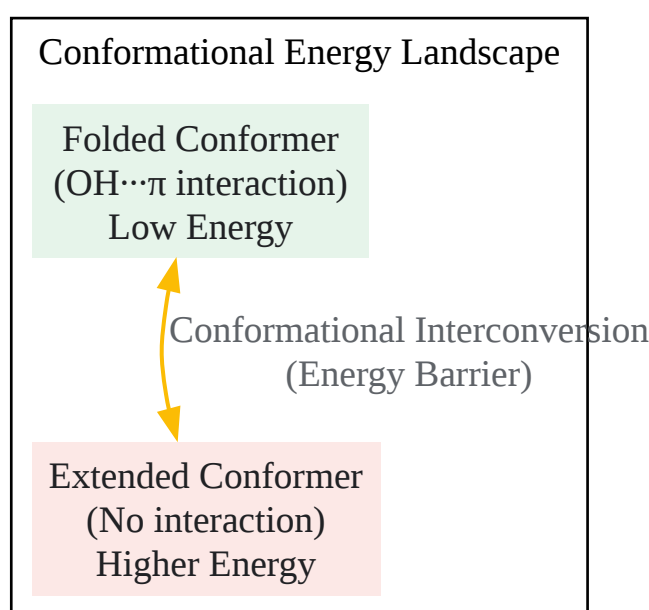 Conformational Energy Landscape
Folded Conformer
(OH···π interaction)
Low Energy
Conformational Interconversion
(Energy Barrier)
Extended Conformer
(No interaction)
Higher Energy